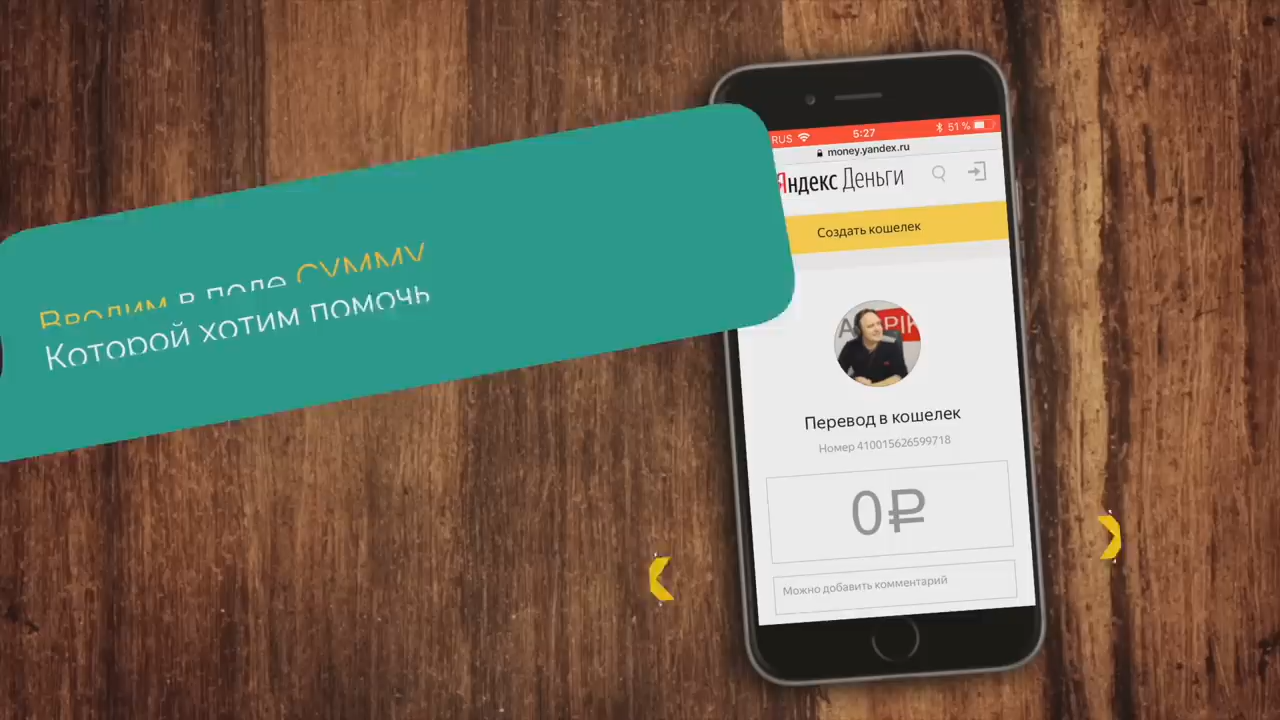 Вводим в поле СУММУ
Которой хотим помочь
RUS 5:27 51 %
money.yandex.ru
Яндекс Деньги
Создать кошелек
Перевод в кошелек
Номер 410015626599718
0₽
Можно добавить комментарий